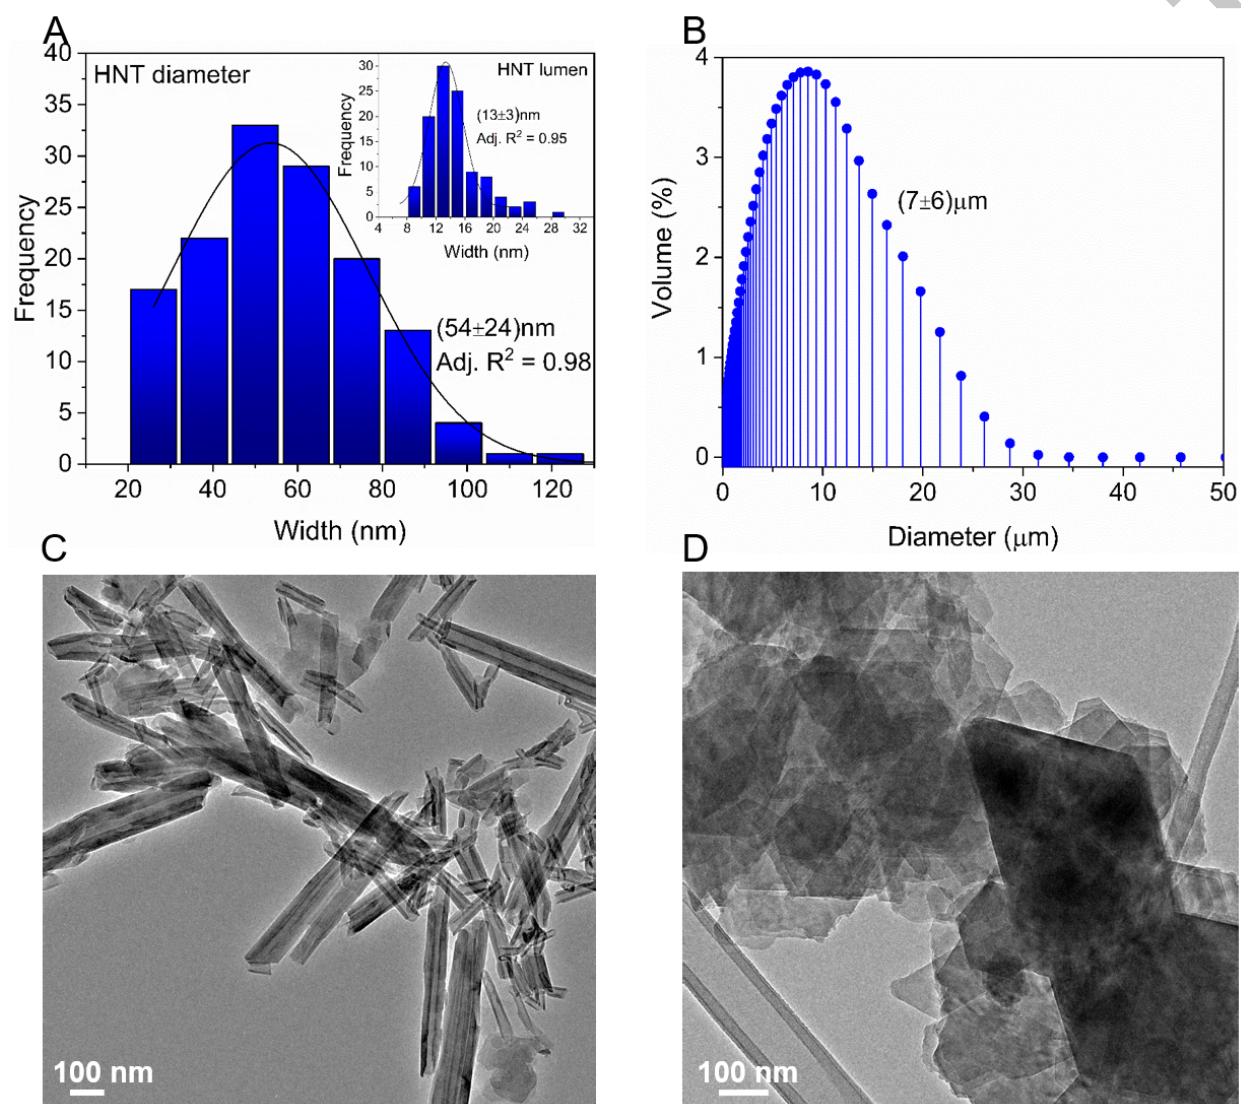 A
HNT diameter
40
35
30
25
20
15
10
5
0
Frequency
20 40 60 80 100 120
Width (nm)
(54±24)nm
Adj. R² = 0.98
HNT lumen
30
25
20
15
10
5
0
Frequency
(13±3)nm
Adj. R² = 0.95
4 8 12 16 20 24 28 32
Width (nm)
B
4
3
2
1
0
Volume (%)
(7±6)μm
0 10 20 30 40 50
Diameter (μm)
C
100 nm
D
100 nm